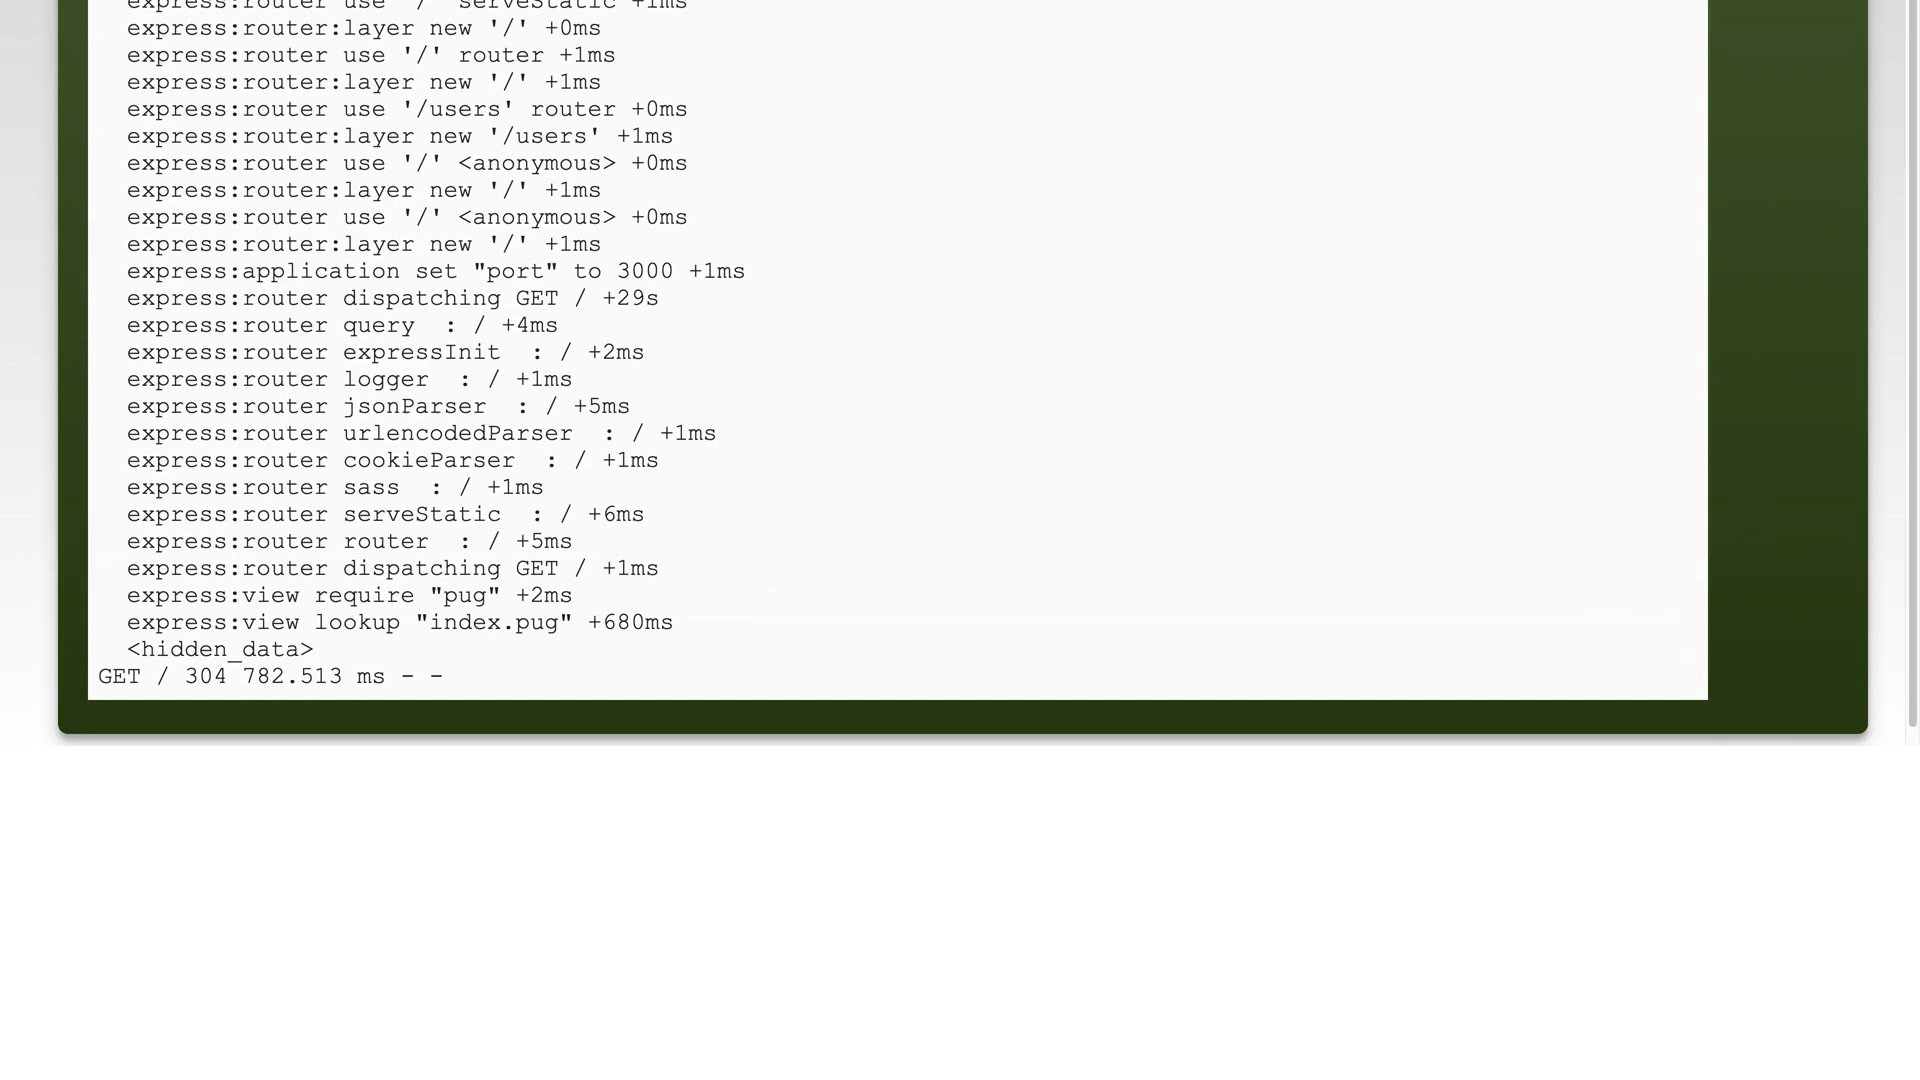 express:router use '/' serveStatic +1ms
express:router:layer new '/' +0ms
express:router use '/' router +1ms
express:router:layer new '/' +1ms
express:router use '/users' router +0ms
express:router:layer new '/users' +1ms
express:router use '/' <anonymous> +0ms
express:router:layer new '/' +1ms
express:router use '/' <anonymous> +0ms
express:router:layer new '/' +1ms
express:application set "port" to 3000 +1ms
express:router dispatching GET / +29s
express:router query  : / +4ms
express:router expressInit  : / +2ms
express:router logger  : / +1ms
express:router jsonParser  : / +5ms
express:router urlencodedParser  : / +1ms
express:router cookieParser  : / +1ms
express:router sass  : / +1ms
express:router serveStatic  : / +6ms
express:router router  : / +5ms
express:router dispatching GET / +1ms
express:view require "pug" +2ms
express:view lookup "index.pug" +680ms
<hidden_data>
GET / 304 782.513 ms - -